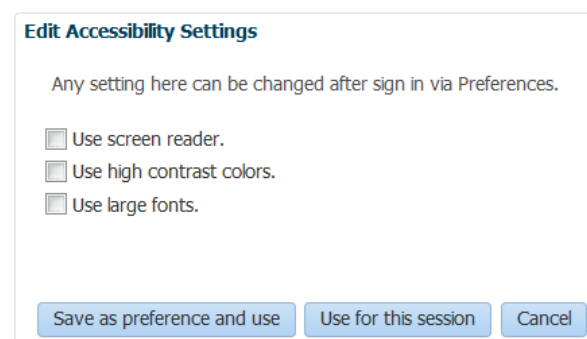 Edit Accessibility Settings
Any setting here can be changed after sign in via Preferences.
Use screen reader.
Use high contrast colors.
Use large fonts.
Save as preference and use Use for this session Cancel